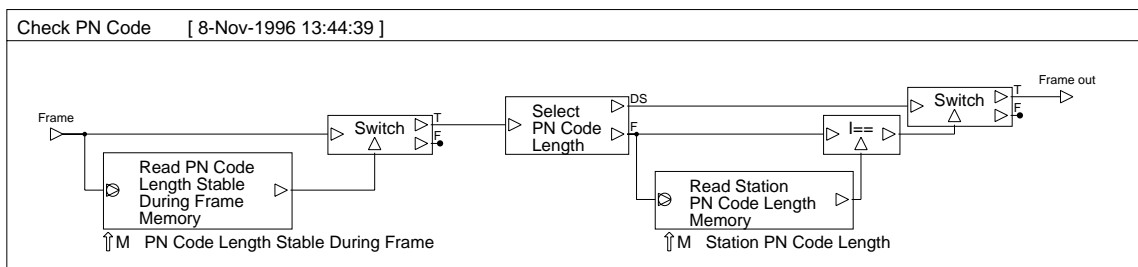 Check PN Code [ 8-Nov-1996 13:44:39 ]
Frame
Read PN Code
Length Stable
During Frame
Memory
M PN Code Length Stable During Frame
Switch
T
F
Select
PN Code
Length
DS
F
Read Station
PN Code Length
Memory
M Station PN Code Length
I==
Switch
T
F
Frame out